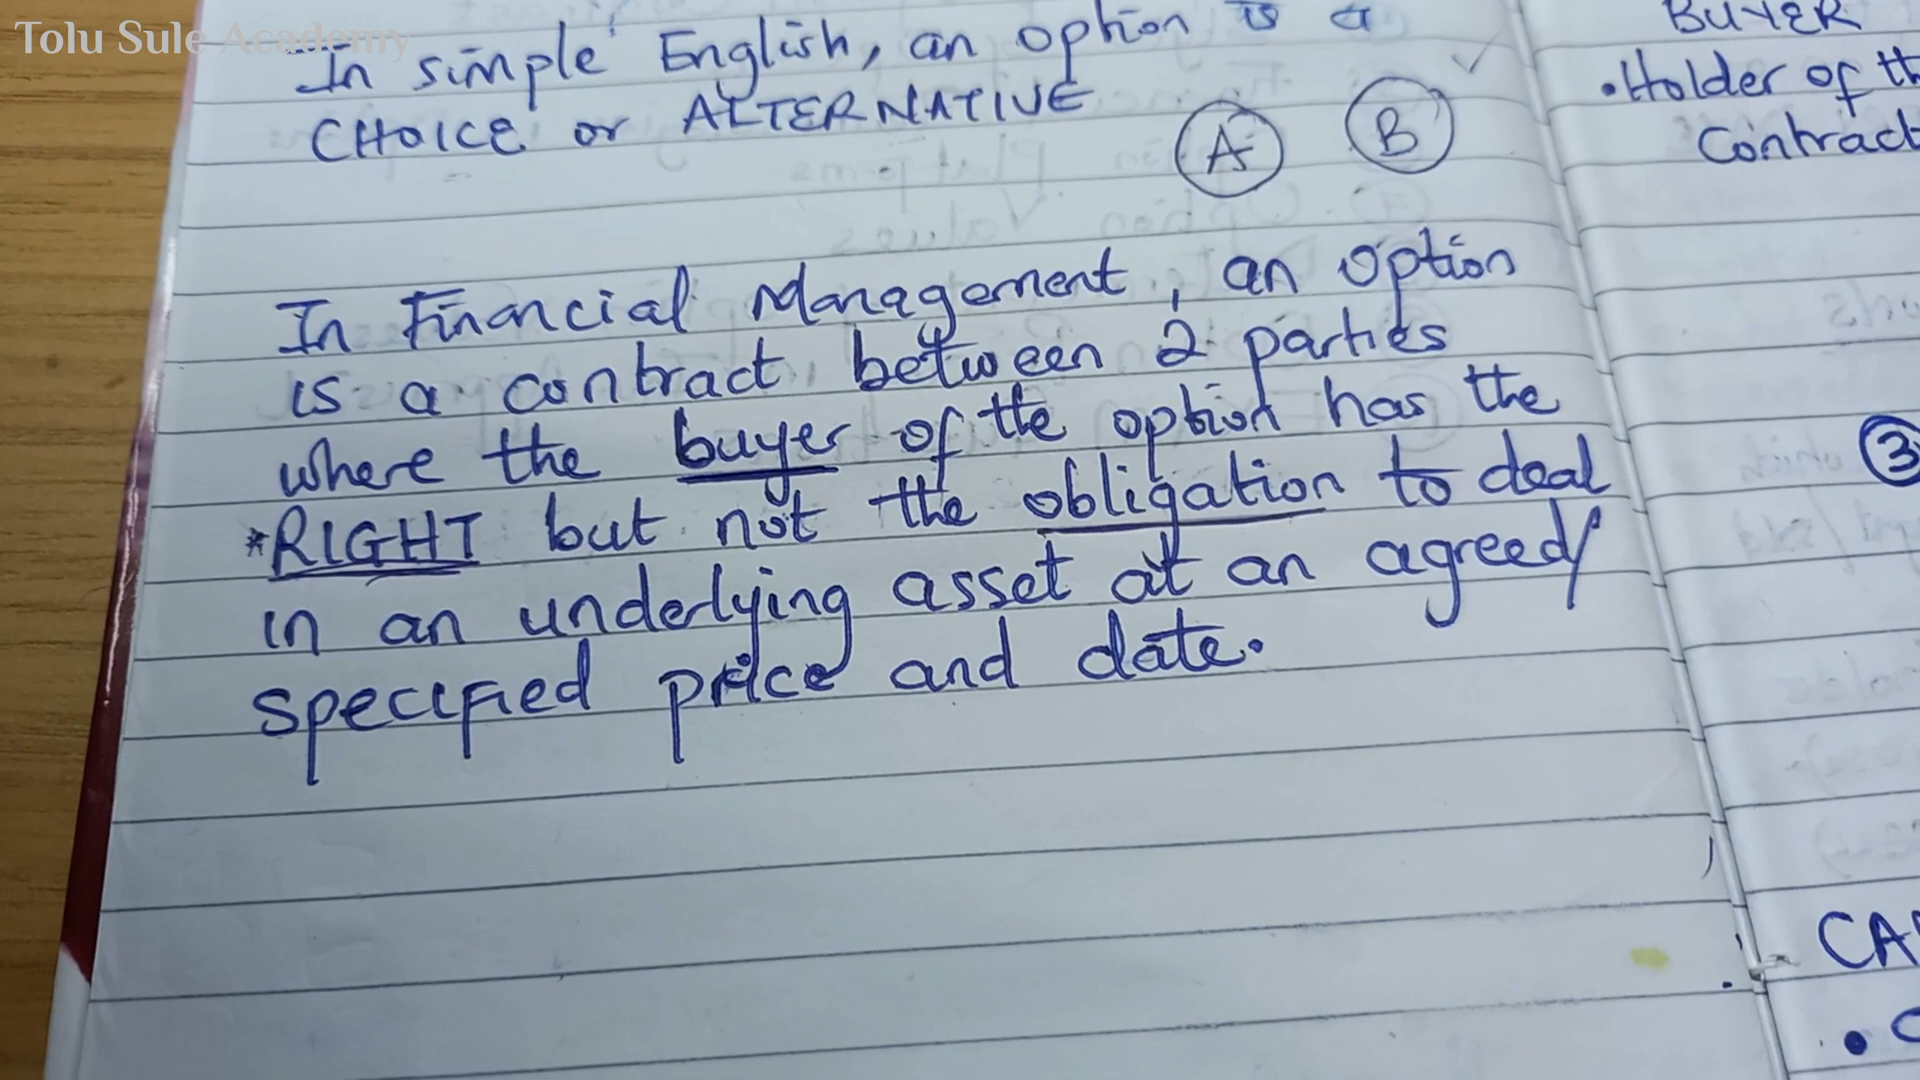 Tolu Sule Academy
In simple English, an option is a
CHOICE or ALTERNATIVE
A B
In Financial Management, an option
is a contract between 2 parties
where the buyer of the option has the
*RIGHT but not the obligation to deal
in an underlying asset at an agreed/
specified price and date.
BUYER
•Holder of th
Contract
3
CA